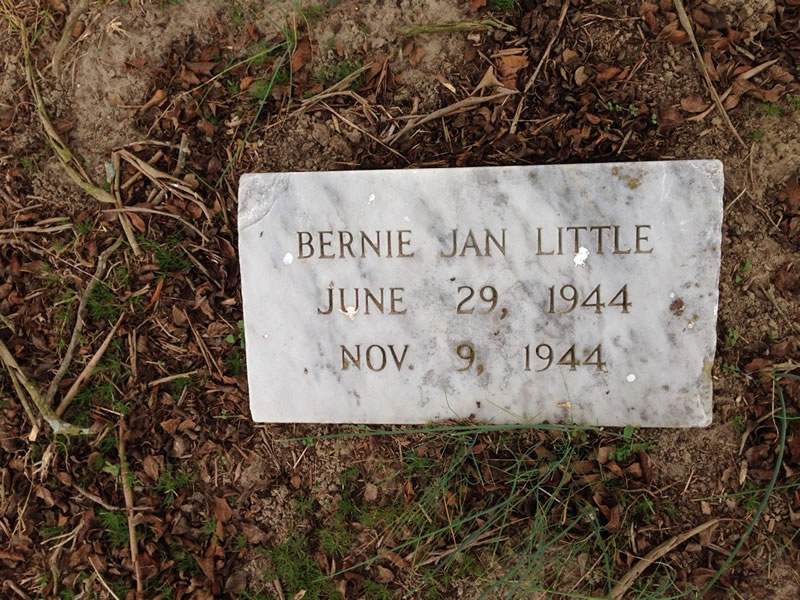 BERNIE JAN LITTLE
JUNE 29, 1944
NOV. 9, 1944